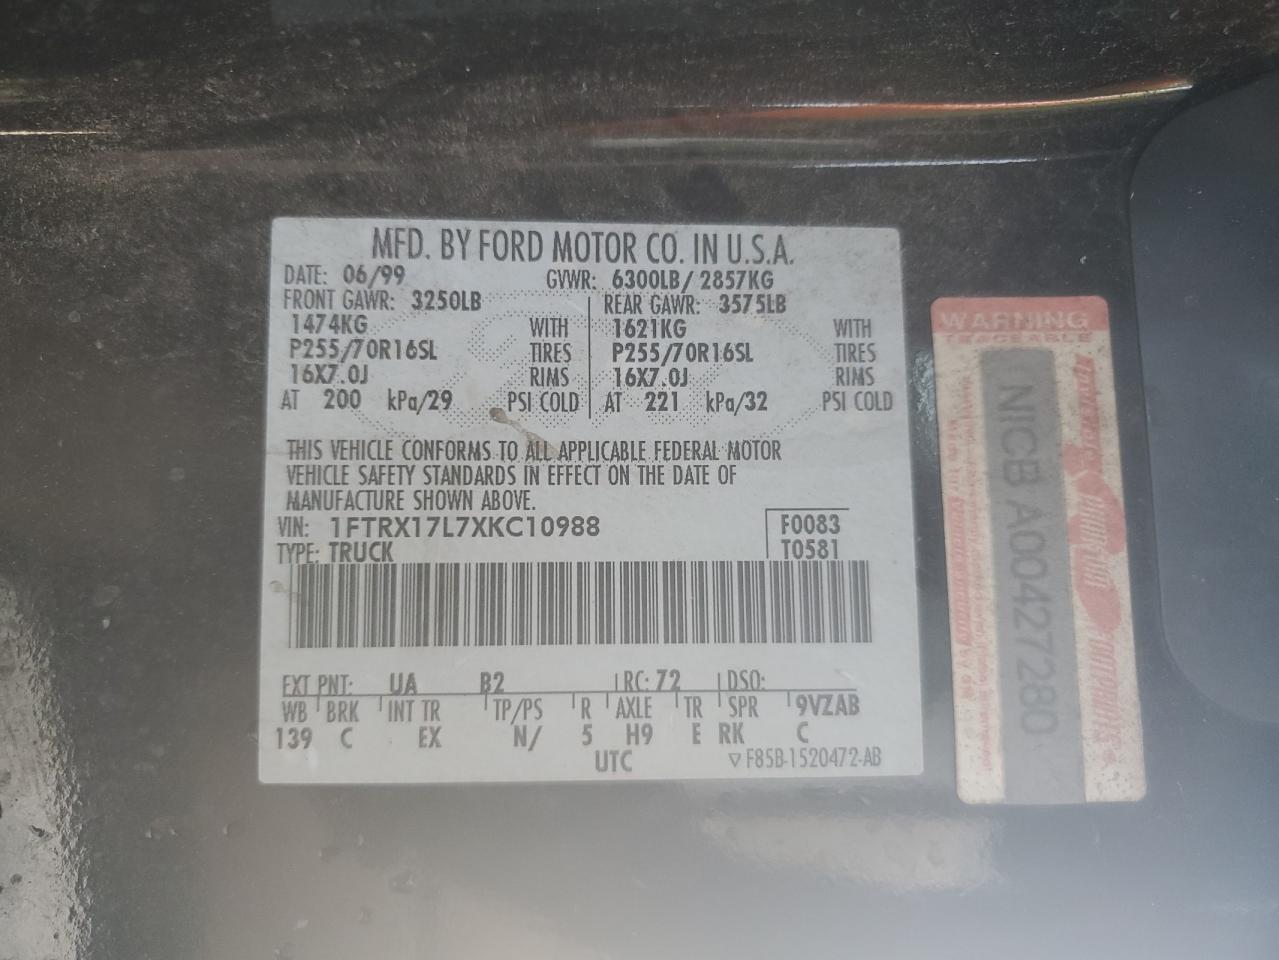 MFD. BY FORD MOTOR CO. IN U.S.A.
DATE: 06/99 GVWR: 6300LB/2857KG
FRONT GAWR: 3250LB REAR GAWR: 3575LB
1474KG WITH 1621KG WITH
P255/70R16SL TIRES P255/70R16SL TIRES
16X7.0J RIMS 16X7.0J RIMS
AT 200 kPa/29 PSI COLD AT 221 kPa/32 PSI COLD
THIS VEHICLE CONFORMS TO ALL APPLICABLE FEDERAL MOTOR
VEHICLE SAFETY STANDARDS IN EFFECT ON THE DATE OF
MANUFACTURE SHOWN ABOVE.
VIN: 1FTRX17L7XKC10988 F0083
TYPE: TRUCK T0581
EXT PNT: UA B2 RC: 72 DSO:
WB BRK INT TR TP/PS R AXLE TR SPR 9VZAB
139 C EX N/ 5 H9 E RK C
UTC ▽F85B-1520472-AB
WARNING
TRACEABLE
NICB A00427280